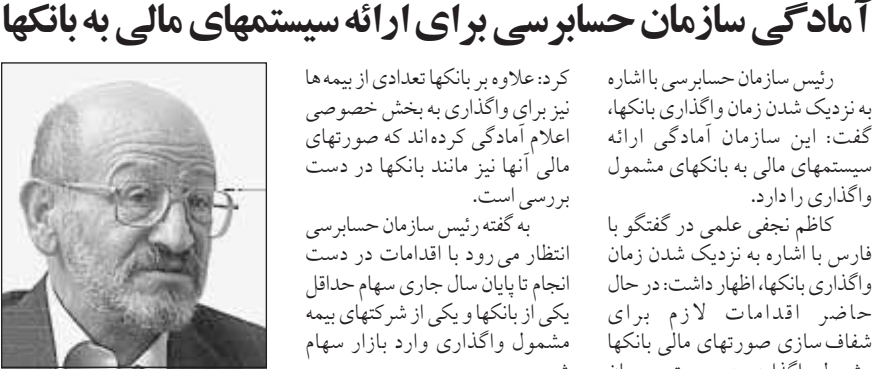 آمادگی سازمان حسابرسی برای ارائه سیستمهای مالی به بانکها
رئیس سازمان حسابرسی با اشاره
به نزدیک شدن زمان واگذاری بانکها،
گفت: این سازمان آمادگی ارائه
سیستمهای مالی به بانکهای مشمول
واگذاری را دارد.
کاظم نجفی علمی در گفتگو با
فارس با اشاره به نزدیک شدن زمان
واگذاری بانکها، اظهار داشت: در حال
حاضر اقدامات لازم برای
شفاف سازی صورتهای مالی بانکها
کرد: علاوه بر بانکها تعدادی از بیمه ها
نیز برای واگذاری به بخش خصوصی
اعلام آمادگی کرده اند که صورتهای
مالی آنها نیز مانند بانکها در دست
بررسی است.
به گفته رئیس سازمان حسابرسی
انتظار می رود با اقدامات در دست
انجام تا پایان سال جاری سهام حداقل
یکی از بانکها و یکی از شرکتهای بیمه
مشمول واگذاری وارد بازار سهام